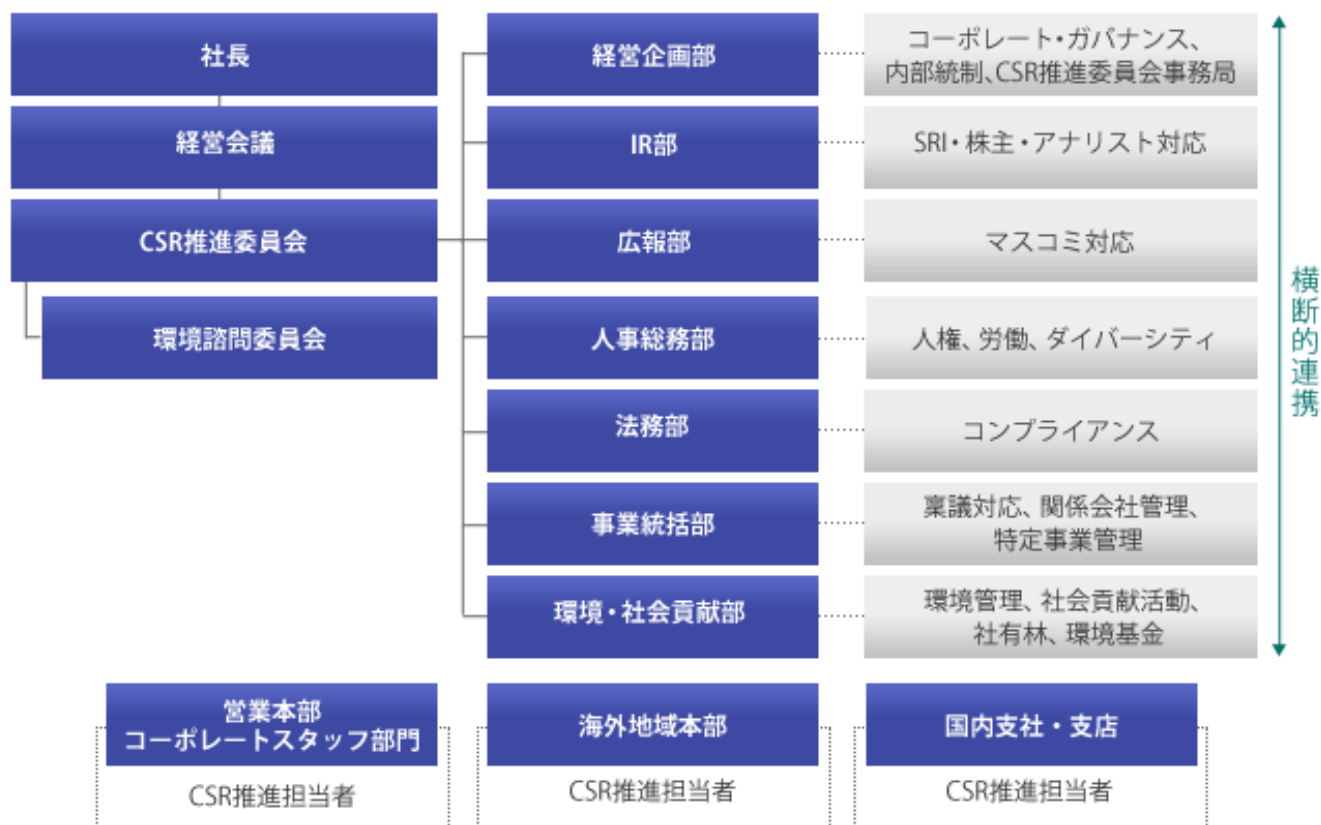 社長
経営会議
CSR推進委員会
環境諮問委員会
経営企画部
コーポレート・ガバナンス、
内部統制、CSR推進委員会事務局
IR部
SRI・株主・アナリスト対応
広報部
マスコミ対応
人事総務部
人権、労働、ダイバーシティ
法務部
コンプライアンス
事業統括部
稟議対応、関係会社管理、
特定事業管理
環境・社会貢献部
環境管理、社会貢献活動、
社有林、環境基金
横断的連携
営業本部
コーポレートスタッフ部門
CSR推進担当者
海外地域本部
CSR推進担当者
国内支社・支店
CSR推進担当者